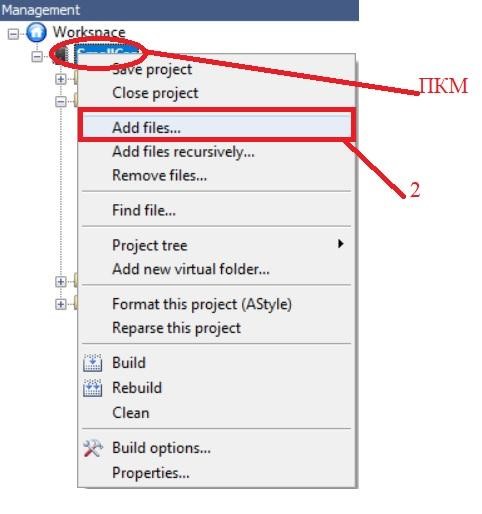 Management
Workspace
Save project
ПКМ
Close project
Add files...
Add files recursively...
Remove files...
2
Find file...
Project tree
Add new virtual folder...
Format this project (AStyle)
Reparse this project
Build
Rebuild
Clean
Build options...
Properties...